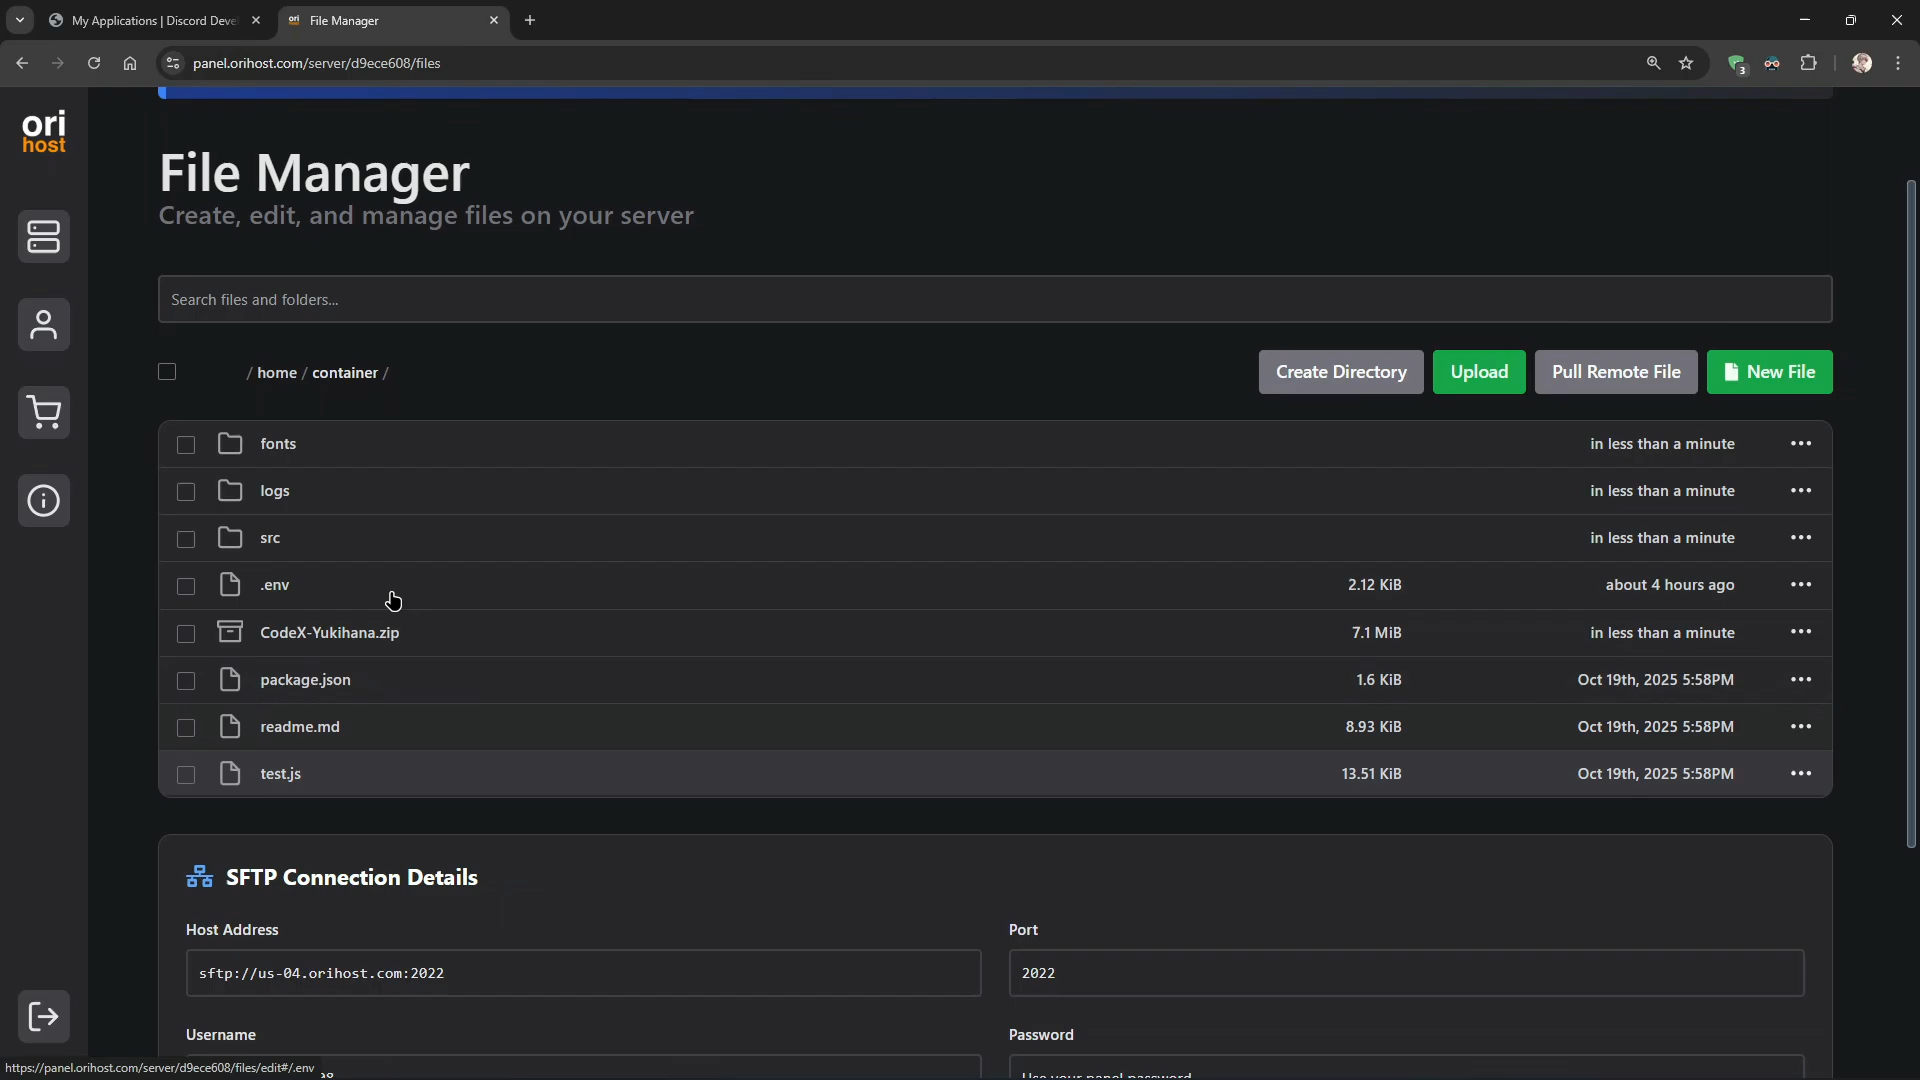 My Applications | Discord Deve
File Manager
panel.orihost.com/server/d9ece608/files
3
ori
host
File Manager
Create, edit, and manage files on your server
Search files and folders...
/ home / container /
Create Directory
Upload
Pull Remote File
New File
fonts in less than a minute
logs in less than a minute
src in less than a minute
.env 2.12 KiB about 4 hours ago
CodeX-Yukihana.zip 7.1 MiB in less than a minute
package.json 1.6 KiB Oct 19th, 2025 5:58PM
readme.md 8.93 KiB Oct 19th, 2025 5:58PM
test.js 13.51 KiB Oct 19th, 2025 5:58PM
SFTP Connection Details
Host Address
Port
sftp://us-04.orihost.com:2022
2022
Username
Password
Use your panel password
https://panel.orihost.com/server/d9ece608/files/edit#/.env